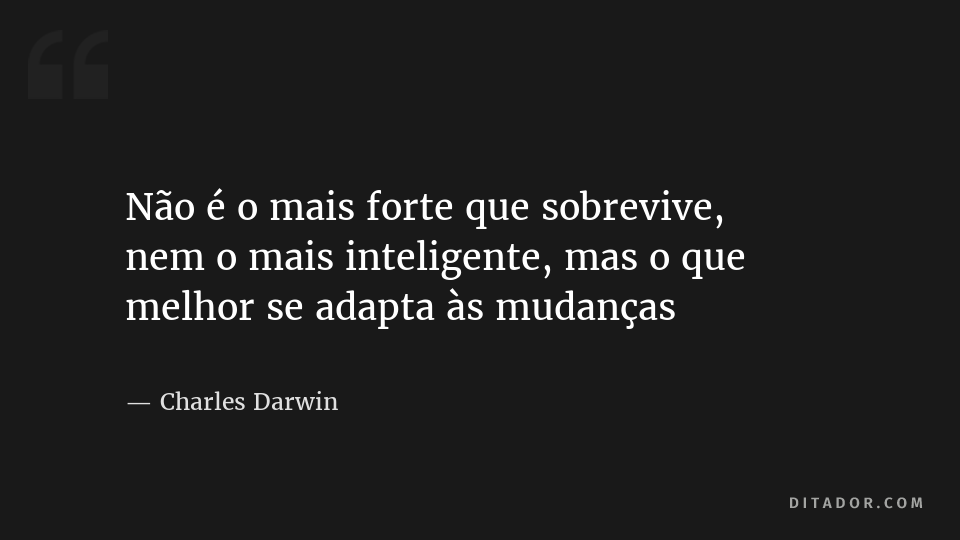 Não é o mais forte que sobrevive,
nem o mais inteligente, mas o que
melhor se adapta às mudanças
— Charles Darwin
DITADOR.COM